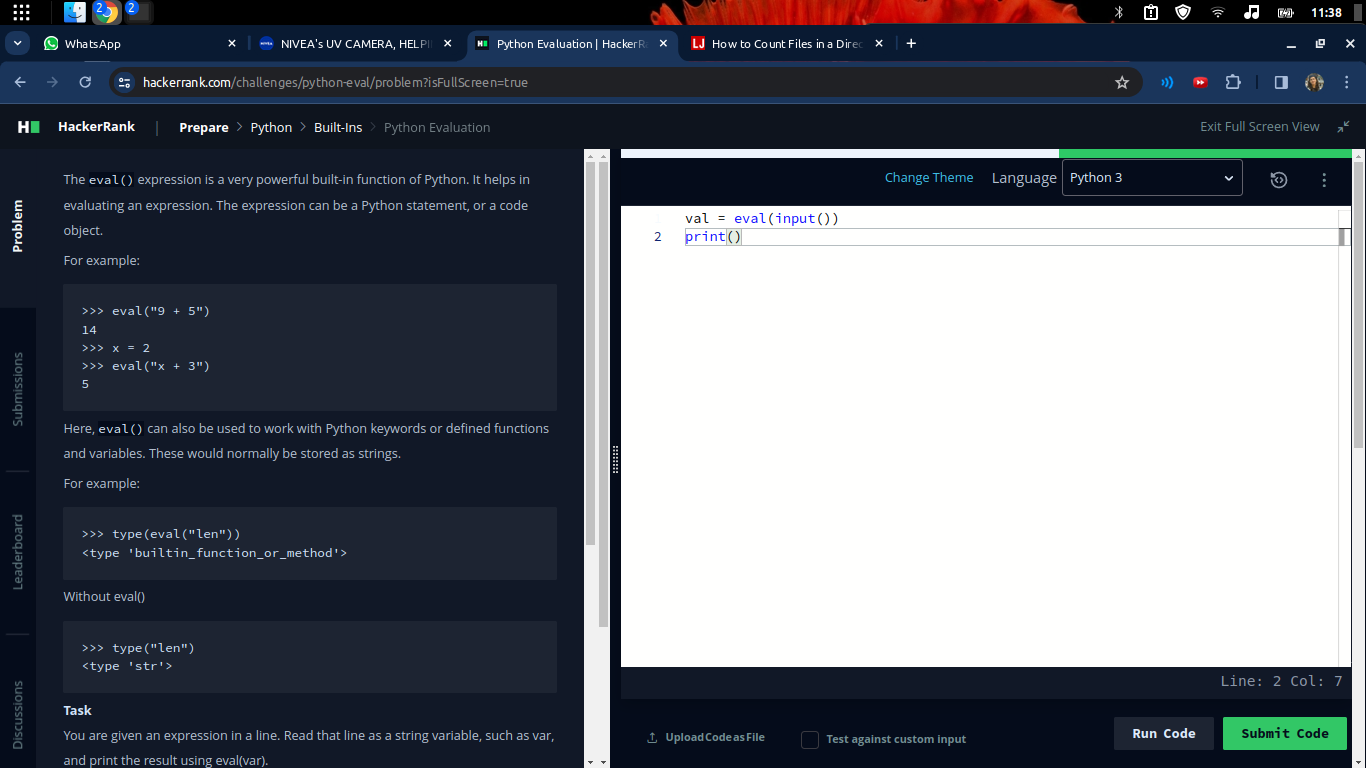 2
2
11:38
WhatsApp
NIVEA's UV CAMERA, HELPI
Python Evaluation | HackerRa
LJ How to Count Files in a Direc
hackerrank.com/challenges/python-eval/problem?isFullScreen=true
H HackerRank | Prepare > Python > Built-Ins > Python Evaluation
Exit Full Screen View
Problem
Submissions
Leaderboard
Discussions
The eval() expression is a very powerful built-in function of Python. It helps in
evaluating an expression. The expression can be a Python statement, or a code
object.
For example:
>>> eval("9 + 5")
14
>>> x = 2
>>> eval("x + 3")
5
Here, eval() can also be used to work with Python keywords or defined functions
and variables. These would normally be stored as strings.
For example:
>>> type(eval("len"))
<type 'builtin_function_or_method'>
Without eval()
>>> type("len")
<type 'str'>
Task
You are given an expression in a line. Read that line as a string variable, such as var,
and print the result using eval(var).
Change Theme Language Python 3
val = eval(input())
2 print()
Line: 2 Col: 7
Upload Code as File
Test against custom input
Run Code
Submit Code